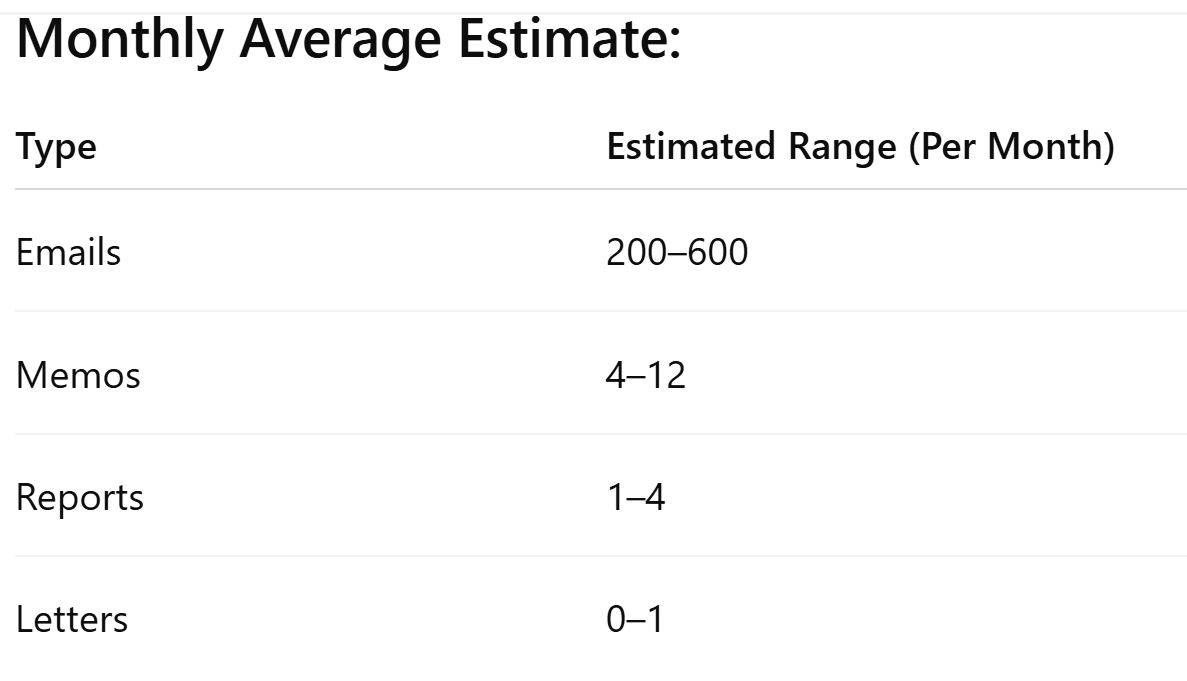 Monthly Average Estimate:
Type Estimated Range (Per Month)
Emails 200–600
Memos 4–12
Reports 1–4
Letters 0–1